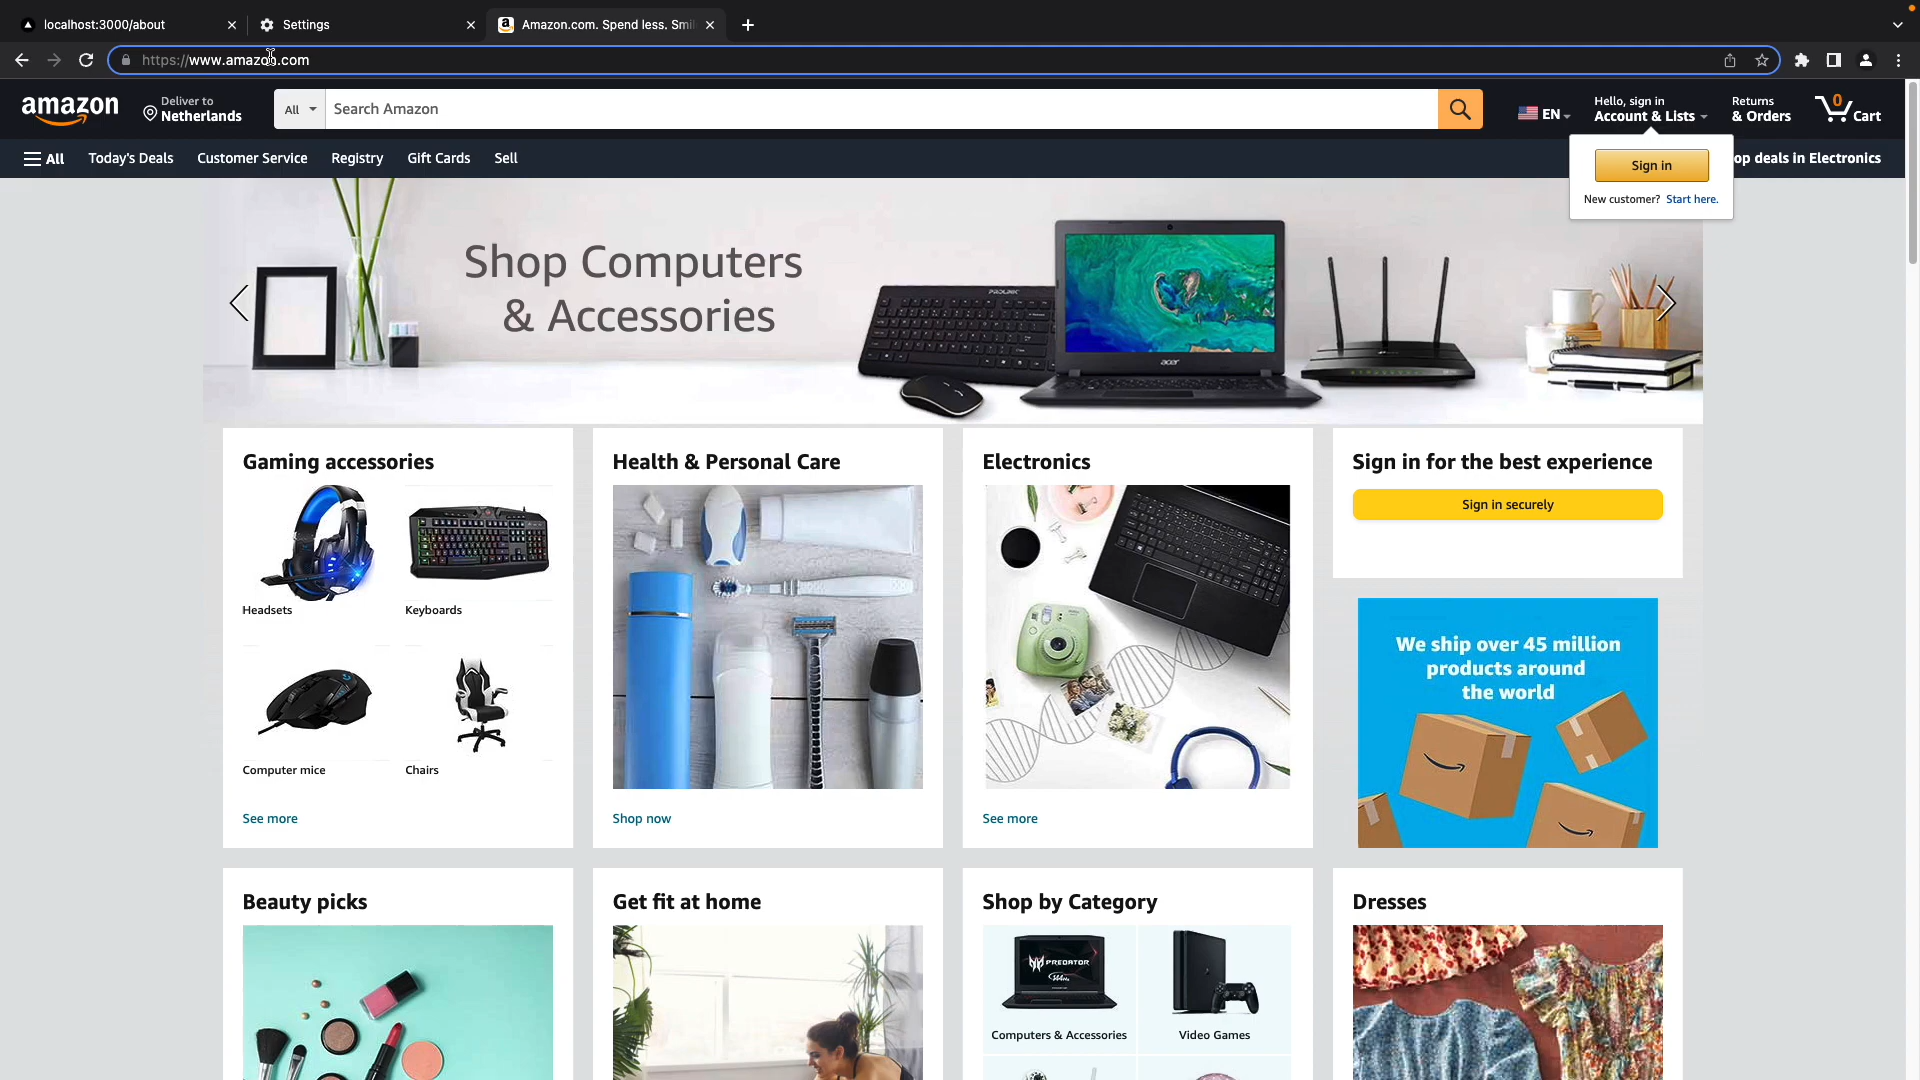 localhost:3000/about
Settings
Amazon.com. Spend less. Smil
https://www.amazon.com
amazon
Deliver to
Netherlands
All
Search Amazon
EN
Hello, sign in
Account & Lists
Returns
& Orders
0
Cart
All
Today's Deals
Customer Service
Registry
Gift Cards
Sell
op deals in Electronics
Sign in
New customer? Start here.
Shop Computers
& Accessories
PROLINK
acer
Gaming accessories
Headsets
Keyboards
Computer mice
Chairs
See more
Health & Personal Care
Shop now
Electronics
See more
Sign in for the best experience
Sign in securely
We ship over 45 million
products around
the world
Beauty picks
Get fit at home
Shop by Category
PREDATOR
Computers & Accessories
Video Games
Dresses